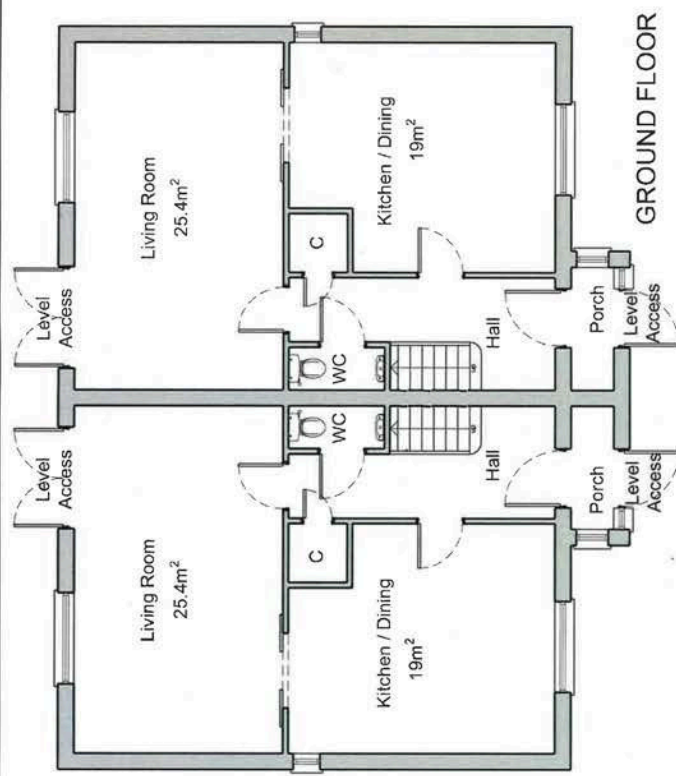 Level
Access
Level
Access
Living Room
25.4m²
Living Room
25.4m²
C
WC
WC
C
Kitchen / Dining
19m²
Kitchen / Dining
19m²
Hall
Hall
Porch
Porch
Level
Access
Level
Access
GROUND FLOOR